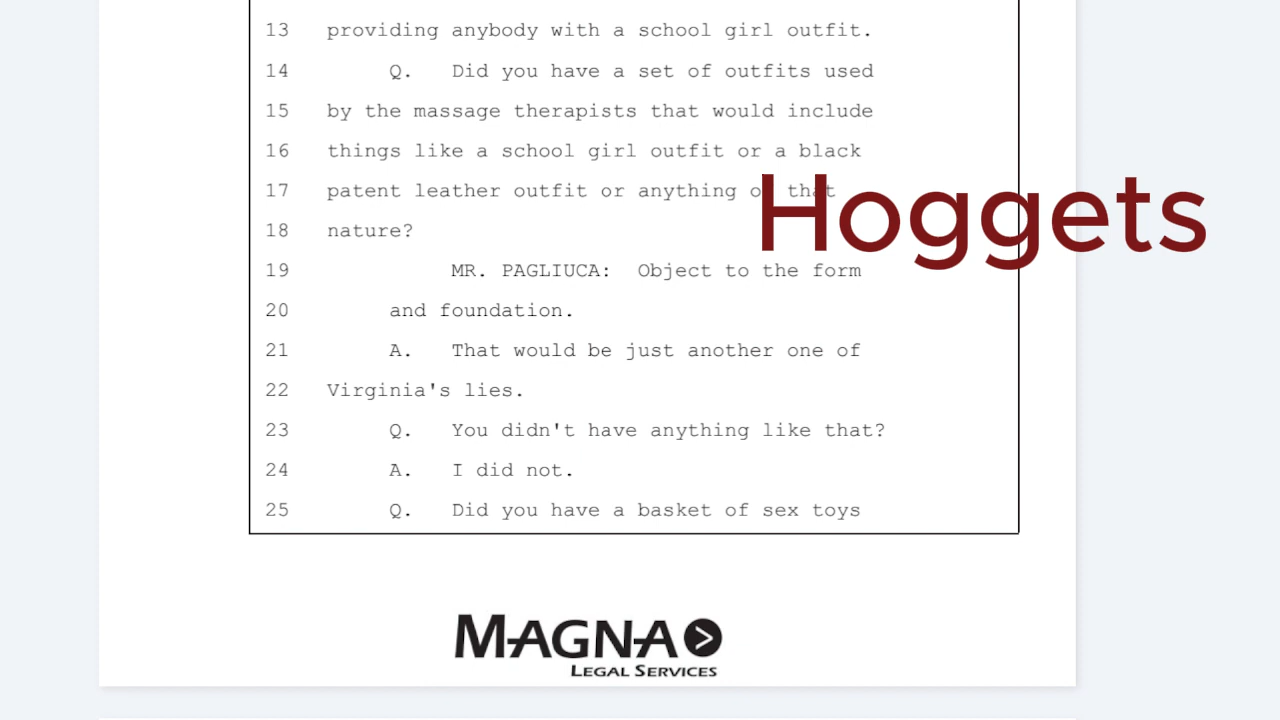 13 providing anybody with a school girl outfit.
14 Q. Did you have a set of outfits used
15 by the massage therapists that would include
16 things like a school girl outfit or a black
17 patent leather outfit or anything of that
Hoggets
18 nature?
19 MR. PAGLIUCA: Object to the form
20 and foundation.
21 A. That would be just another one of
22 Virginia's lies.
23 Q. You didn't have anything like that?
24 A. I did not.
25 Q. Did you have a basket of sex toys
MAGNA
LEGAL SERVICES